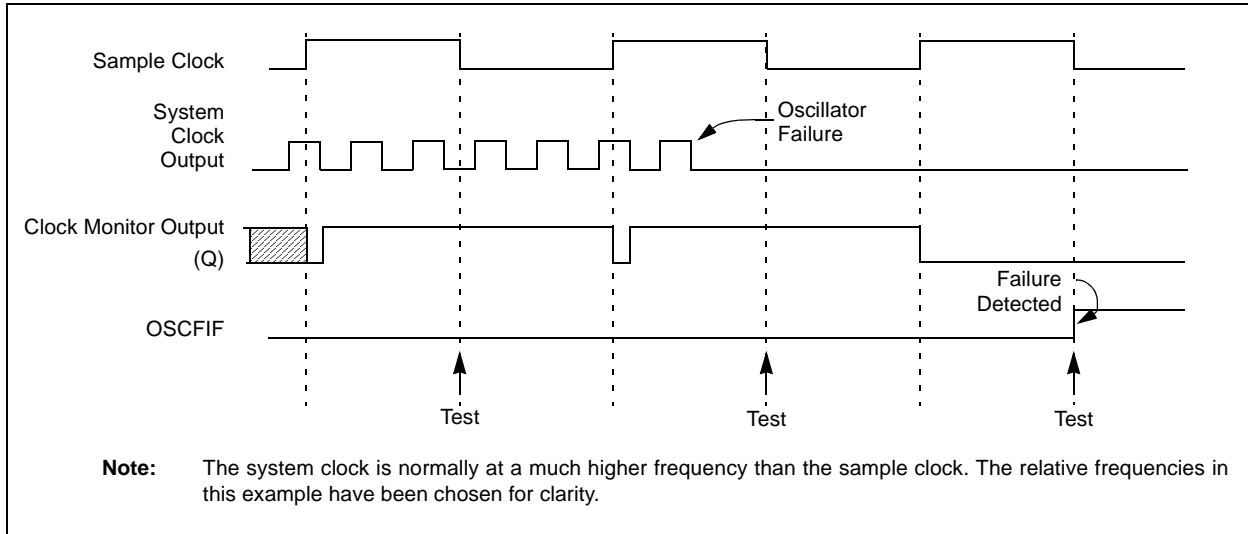 Sample Clock
System
Clock
Output
Oscillator
Failure
Clock Monitor Output
(Q)
Failure
Detected
OSCFIF
Test
Test
Test
Note: The system clock is normally at a much higher frequency than the sample clock. The relative frequencies in
this example have been chosen for clarity.